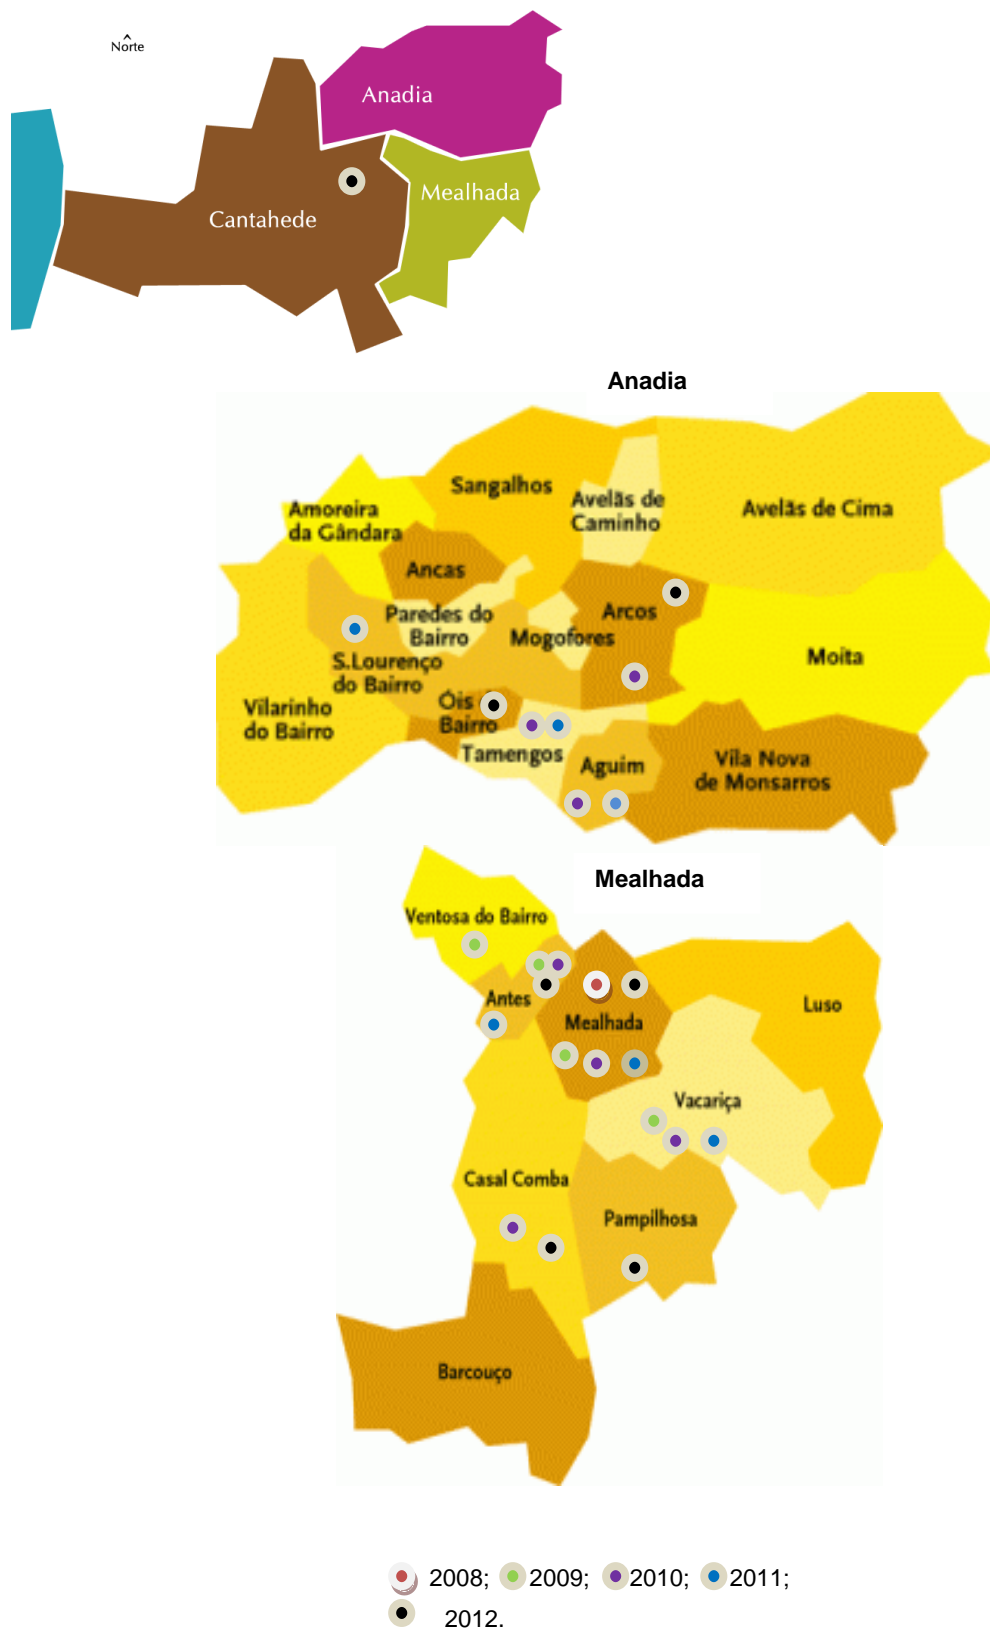 Norte
Anadia
Mealhada
Cantahede
Anadia
Sangalhos
Avelãs de
Caminho
Avelãs de Cima
Amoreira
da Gândara
Ancas
Paredes do
Bairro
Arcos
Mogofores
Moita
S.Lourenço
do Bairro
Vilarinho
do Bairro
Óis
Bairro
Tamengos
Aguim
Vila Nova
de Monsarros
Mealhada
Ventosa do Bairro
Antes
Mealhada
Luso
Vacariça
Casal Comba
Pampilhosa
Barcouço
2008; 2009; 2010; 2011;
2012.